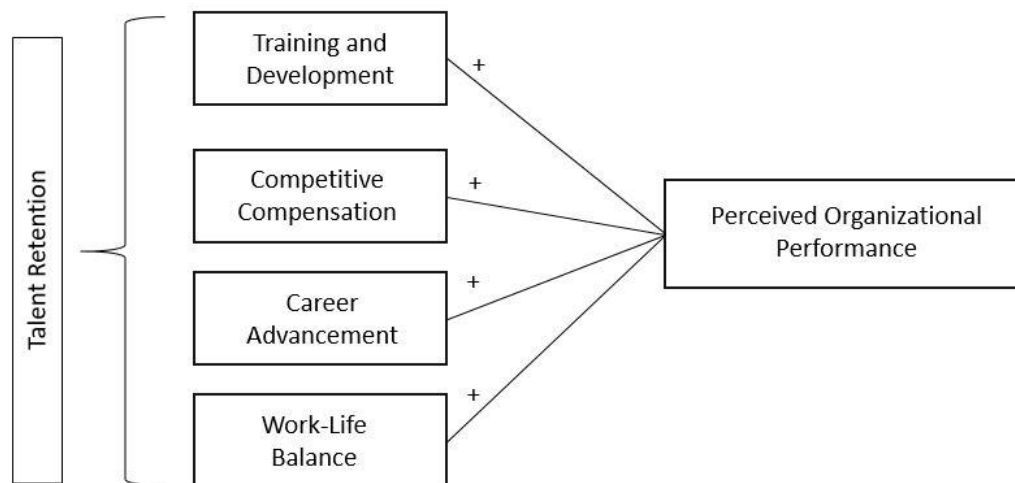 Talent Retention
Training and
Development
+
Competitive
Compensation
+
Career
Advancement
+
Work-Life
Balance
+
Perceived Organizational
Performance